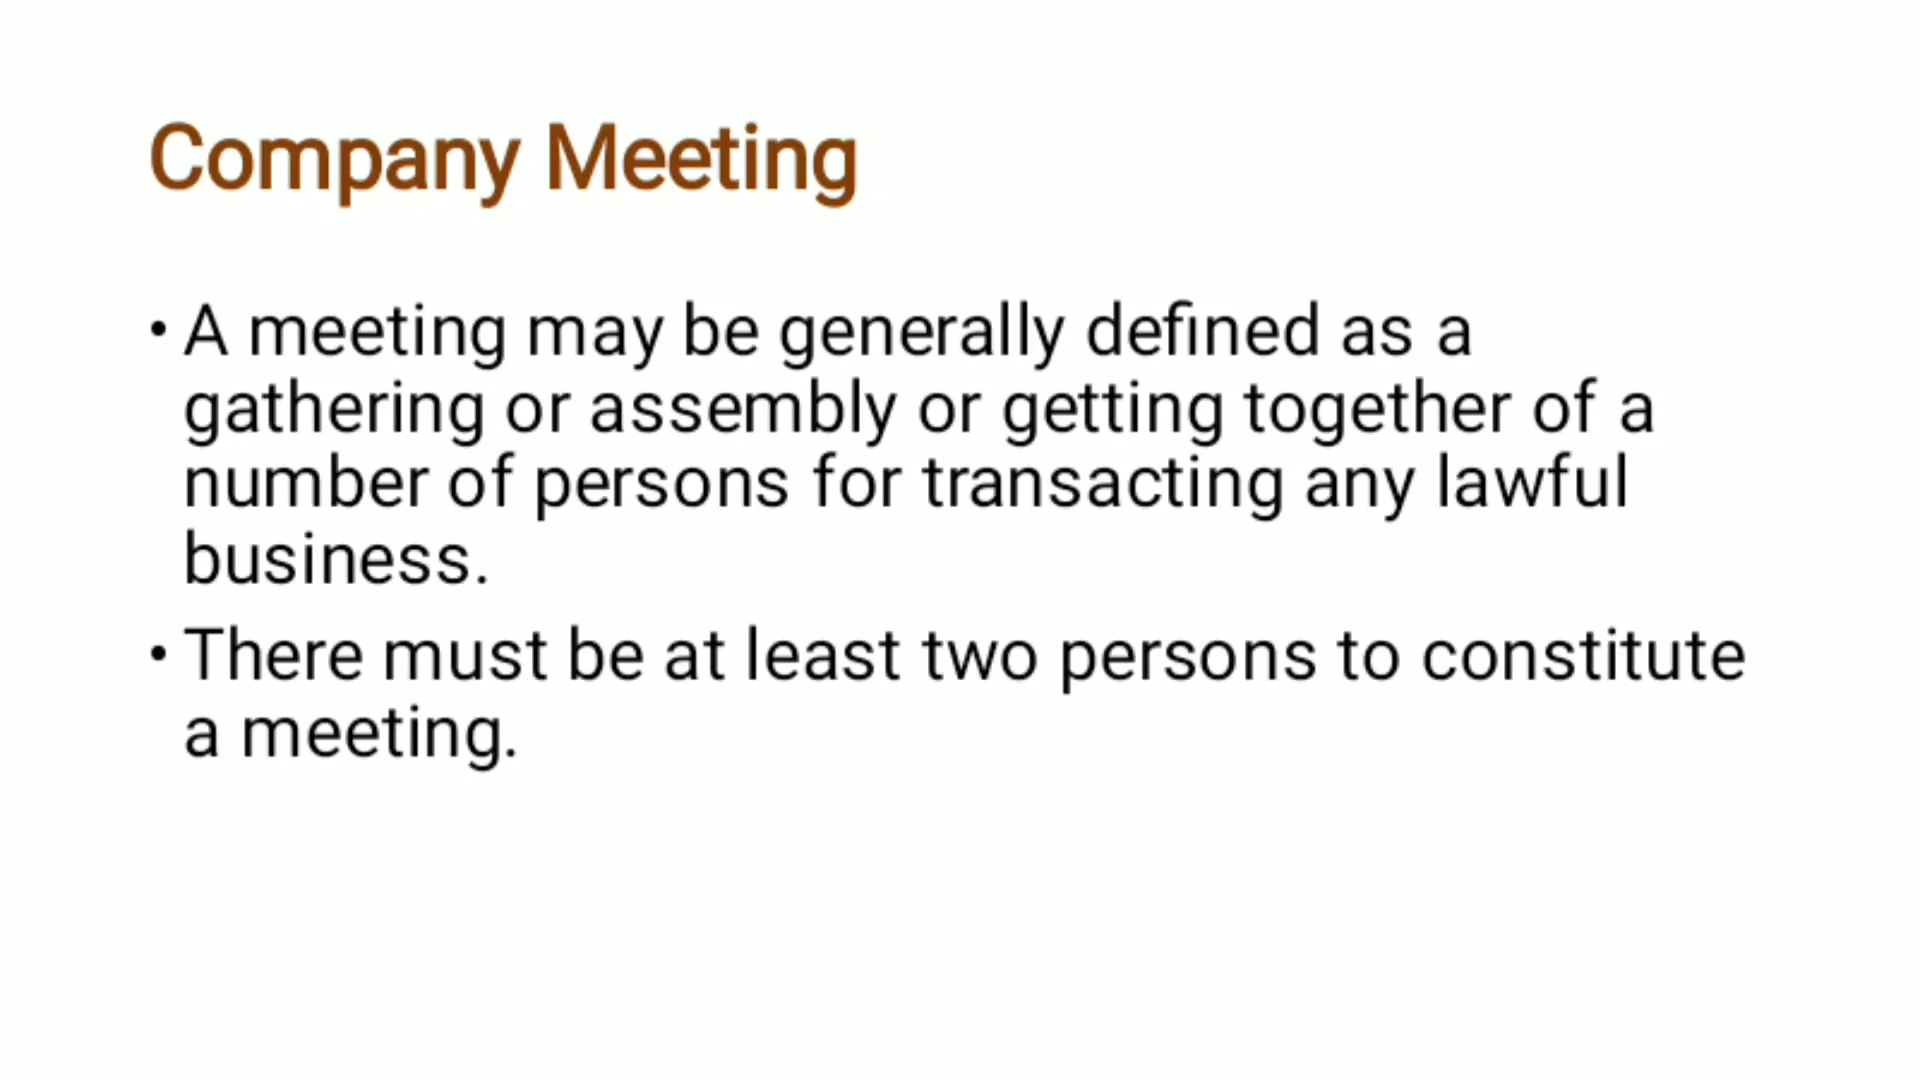 Company Meeting
• A meeting may be generally defined as a
gathering or assembly or getting together of a
number of persons for transacting any lawful
business.
• There must be at least two persons to constitute
a meeting.